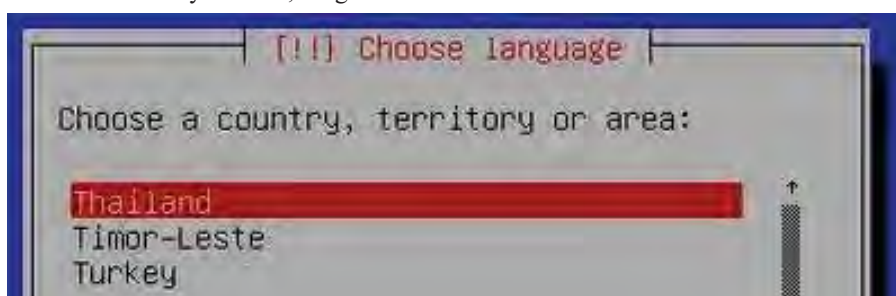 [!!] Choose language
Choose a country, territory or area:
Thailand
Timor-Leste
Turkey